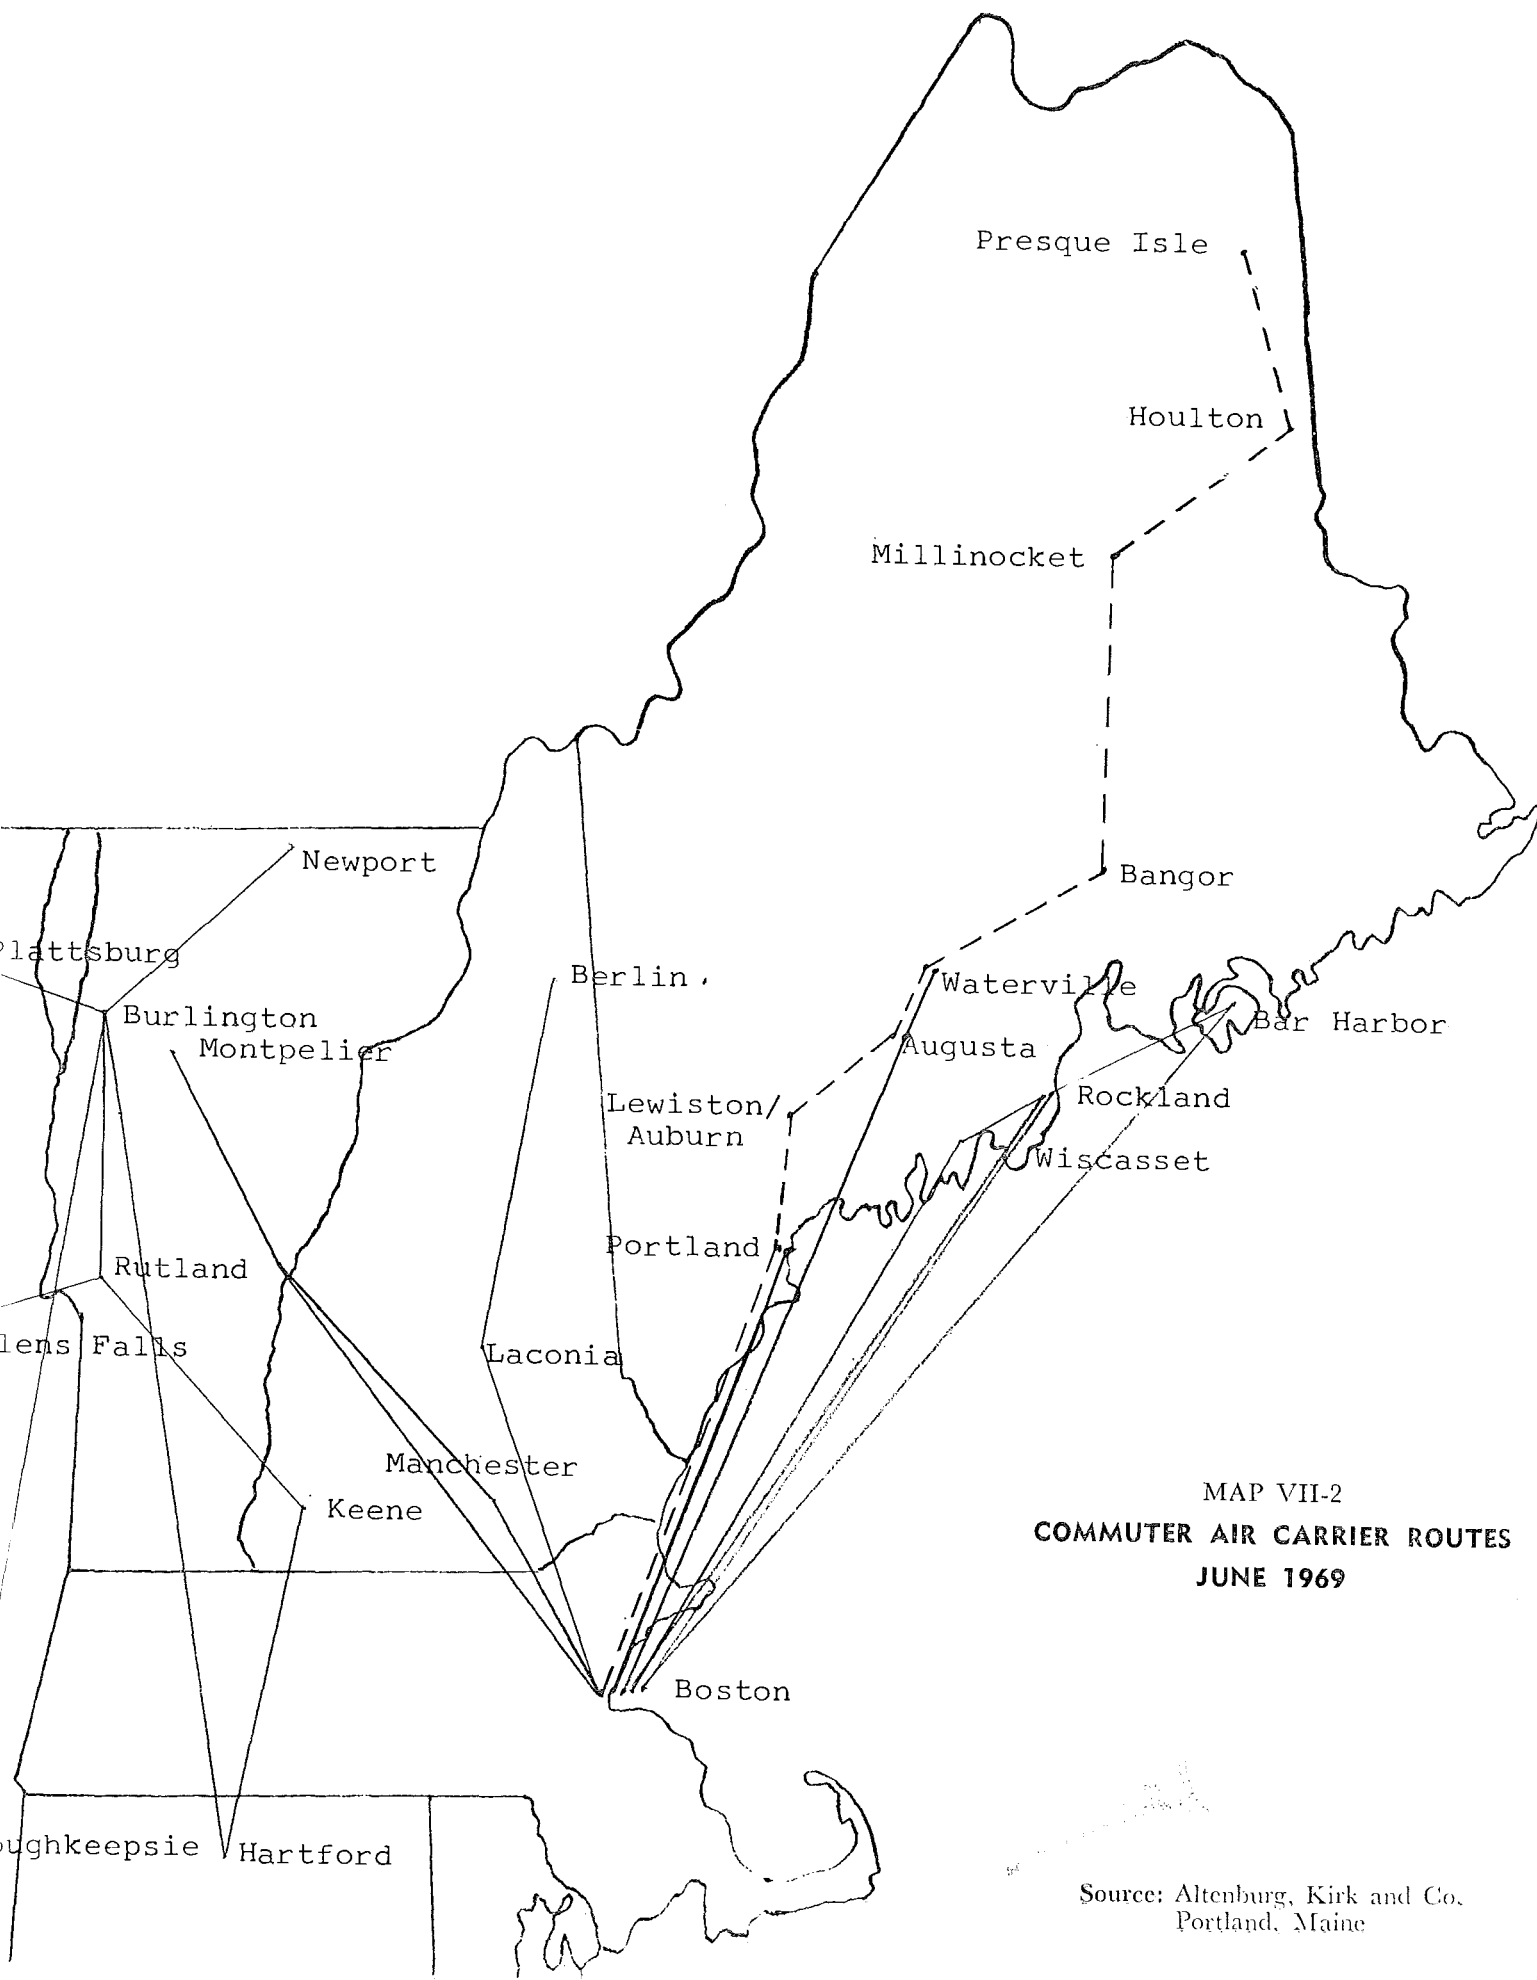 Presque Isle
Houlton
Millinocket
Bangor
Newport
Plattsburg
Berlin
Waterville
Burlington
Bar Harbor
Montpelier
Augusta
Rockland
Lewiston/
Auburn
Wiscasset
Portland
Rutland
lens Falls
Laconia
Manchester
Keene
MAP VII-2
COMMUTER AIR CARRIER ROUTES
JUNE 1969
Boston
oughkeepsie
Hartford
Source: Altenburg, Kirk and Co.
Portland, Maine